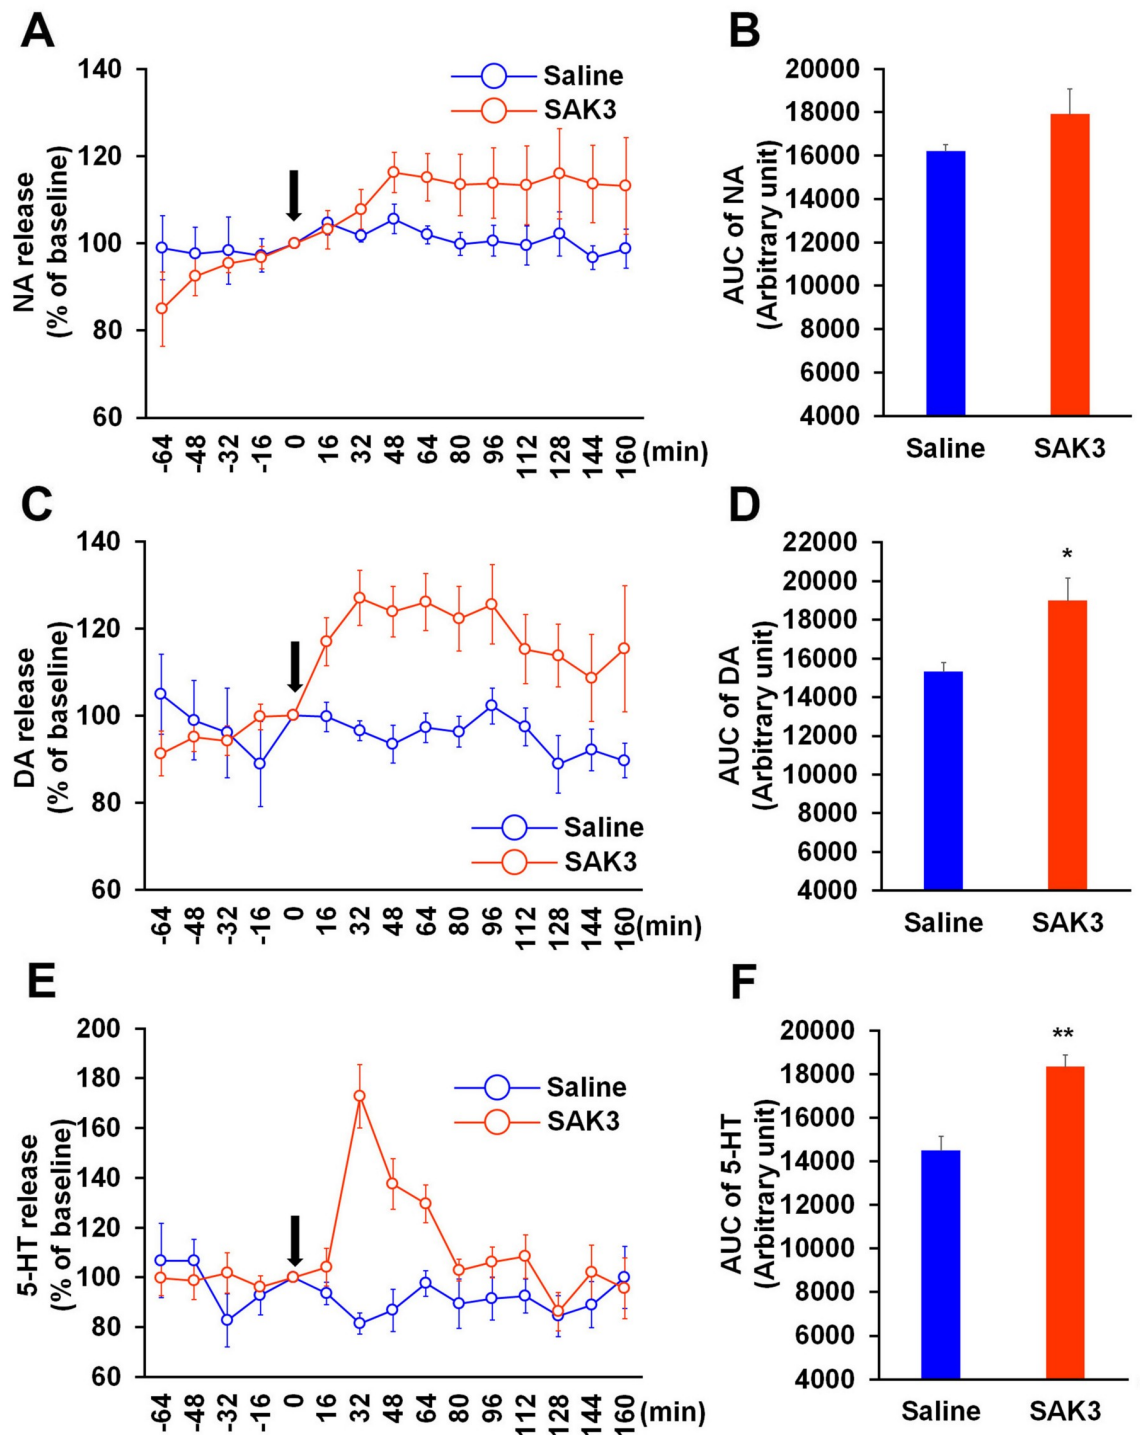 A
NA release
(% of baseline)
140
120
100
80
60
Saline
SAK3
-64 -48 -32 -16 0 16 32 48 64 80 96 112 128 144 160 (min)
B
AUC of NA
(Arbitrary unit)
20000
18000
16000
14000
12000
10000
8000
6000
4000
Saline SAK3
C
DA release
(% of baseline)
140
120
100
80
60
Saline
SAK3
-64 -48 -32 -16 0 16 32 48 64 80 96 112 128 144 160 (min)
D
AUC of DA
(Arbitrary unit)
22000
20000
18000
16000
14000
12000
10000
8000
6000
4000
*
Saline SAK3
E
5-HT release
(% of baseline)
200
180
160
140
120
100
80
60
Saline
SAK3
-64 -48 -32 -16 0 16 32 48 64 80 96 112 128 144 160 (min)
F
AUC of 5-HT
(Arbitrary unit)
20000
18000
16000
14000
12000
10000
8000
6000
4000
**
Saline SAK3